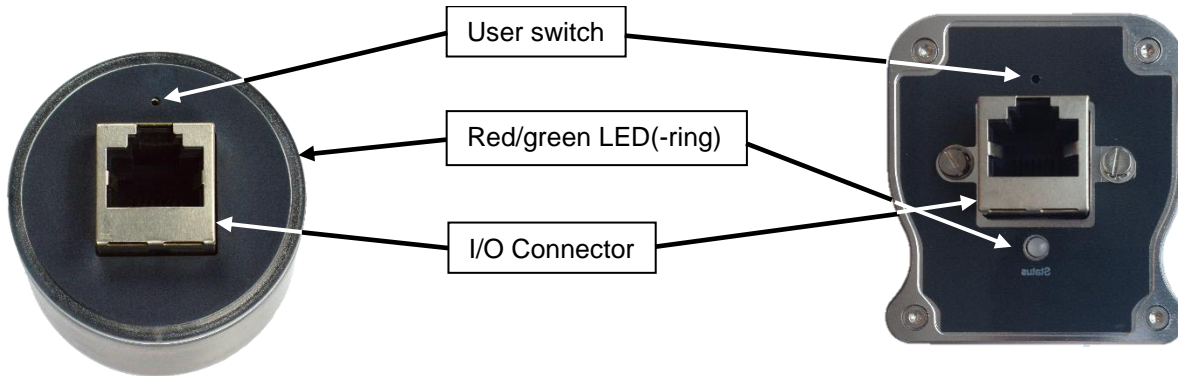 User switch
Red/green LED(-ring)
I/O Connector
Status